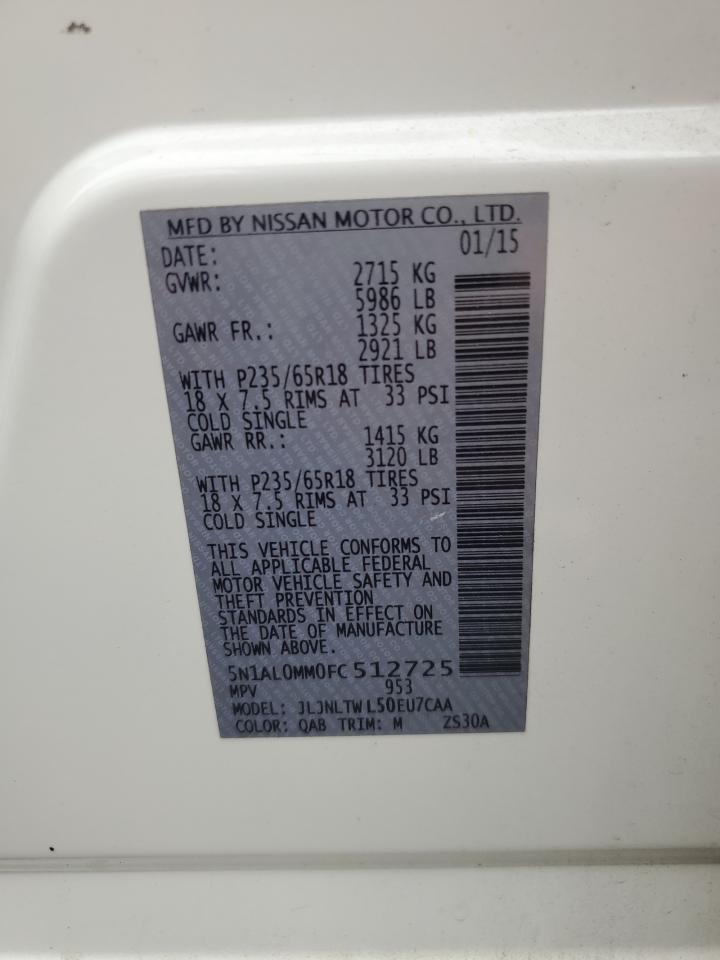 MFD BY NISSAN MOTOR CO., LTD.
DATE: 01/15
GVWR: 2715 KG
5986 LB
GAWR FR.: 1325 KG
2921 LB
WITH P235/65R18 TIRES
18 X 7.5 RIMS AT 33 PSI
COLD SINGLE
GAWR RR.: 1415 KG
3120 LB
WITH P235/65R18 TIRES
18 X 7.5 RIMS AT 33 PSI
COLD SINGLE
THIS VEHICLE CONFORMS TO
ALL APPLICABLE FEDERAL
MOTOR VEHICLE SAFETY AND
THEFT PREVENTION
STANDARDS IN EFFECT ON
THE DATE OF MANUFACTURE
SHOWN ABOVE.
5N1AL0MM0FC512725
MPV 953
MODEL: JLJNLTWL50EU7CAA
COLOR: QAB TRIM: M ZS30A